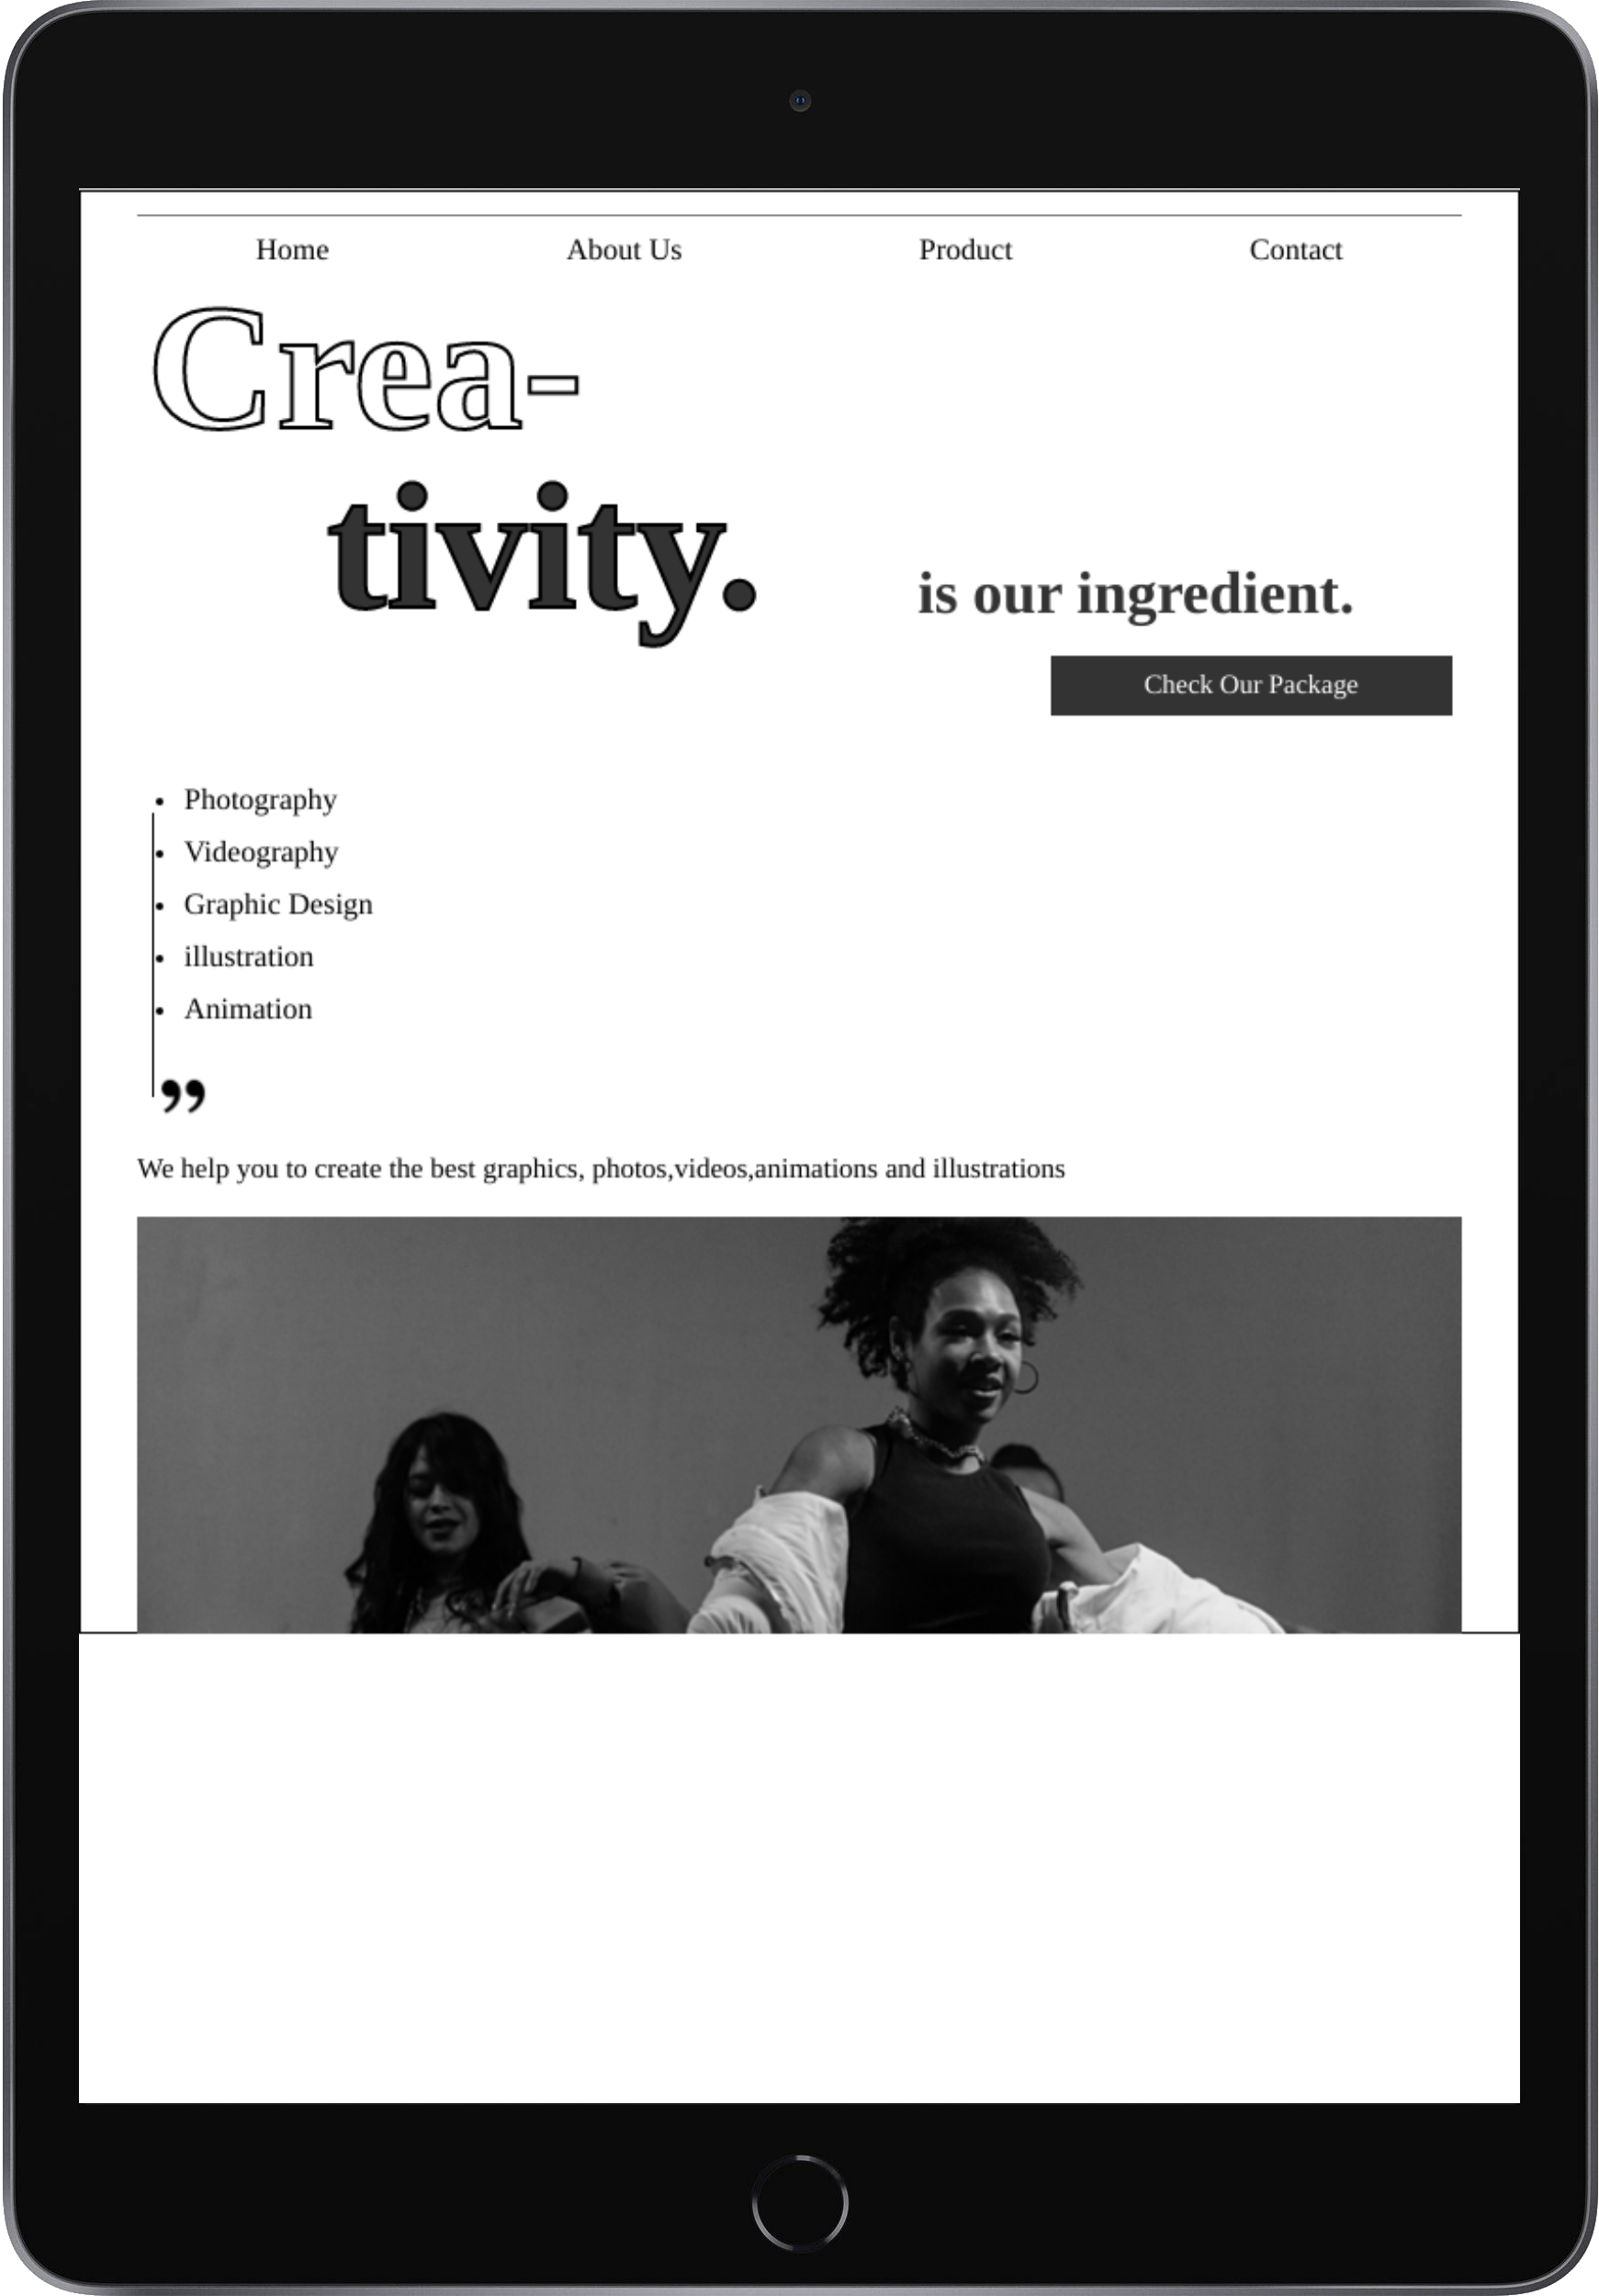 Home About Us Product Contact
Crea-
tivity.
is our ingredient.
Check Our Package
• Photography
• Videography
• Graphic Design
• illustration
• Animation
”
We help you to create the best graphics, photos,videos,animations and illustrations